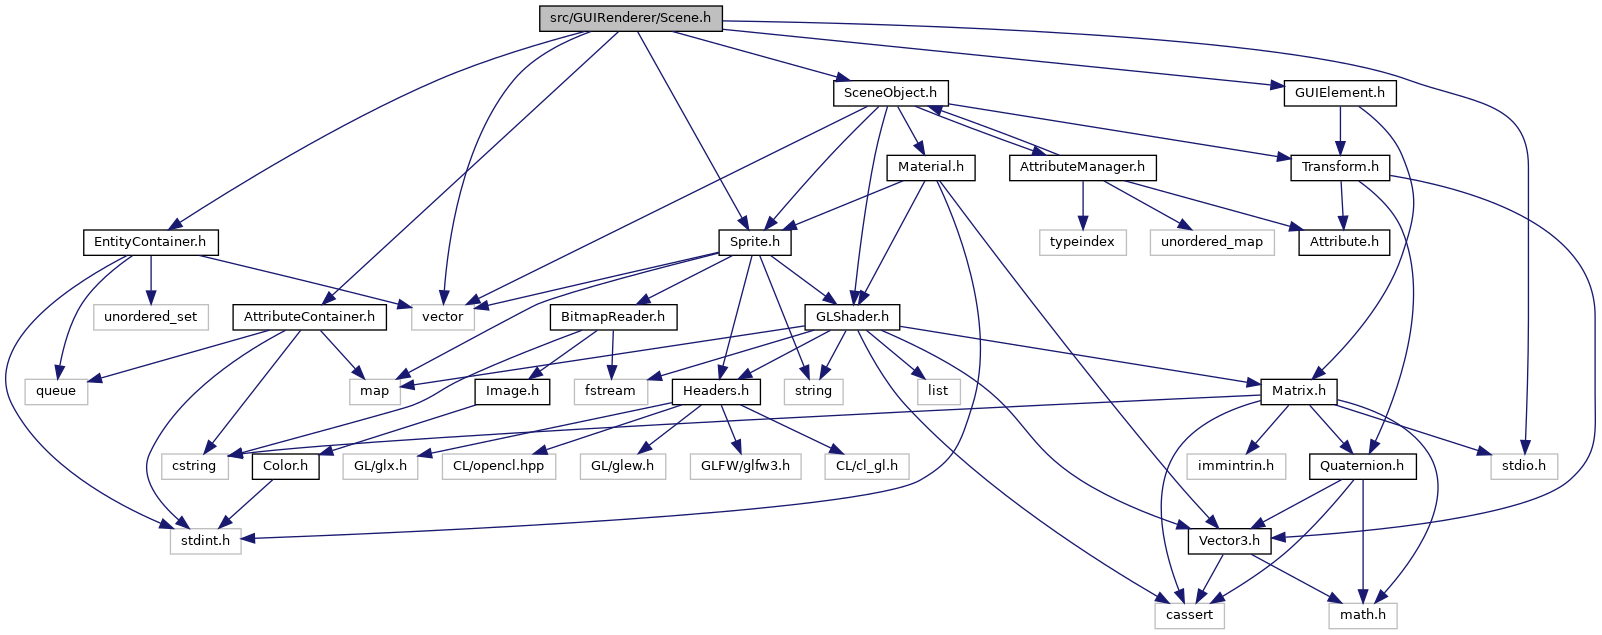 src/GUIRenderer/Scene.h
SceneObject.h
GUIElement.h
Material.h
AttributeManager.h
Transform.h
EntityContainer.h
Sprite.h
typeindex
unordered_map
Attribute.h
unordered_set
AttributeContainer.h
vector
BitmapReader.h
GLShader.h
queue
map
Image.h
fstream
Headers.h
string
list
Matrix.h
cstring
Color.h
GL/glx.h
CL/opencl.hpp
GL/glew.h
GLFW/glfw3.h
CL/cl_gl.h
immintrin.h
Quaternion.h
stdio.h
stdint.h
Vector3.h
cassert
math.h